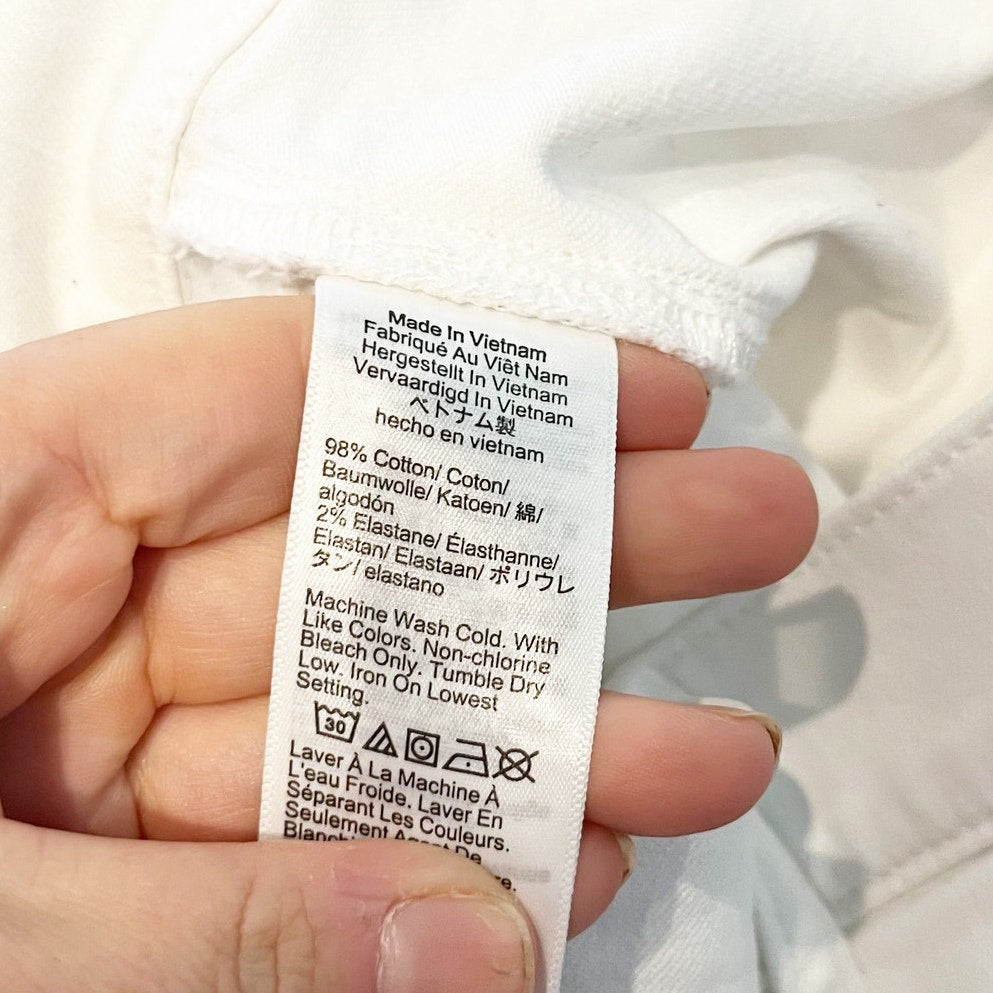 Made In Vietnam
Fabriqué Au Viêt Nam
Hergestellt In Vietnam
Vervaardigd In Vietnam
ベトナム製
hecho en vietnam
98% Cotton/ Coton/
Baumwolle/ Katoen/ 綿/
algodón
2% Elastane/ Élasthanne/
Elastan/ Elastaan/ ポリウレ
タン/ elastano
Machine Wash Cold. With
Like Colors. Non-chlorine
Bleach Only. Tumble Dry
Low. Iron On Lowest
Setting.
30
Laver À La Machine À
L'eau Froide. Laver En
Séparant Les Couleurs.
Seulement De